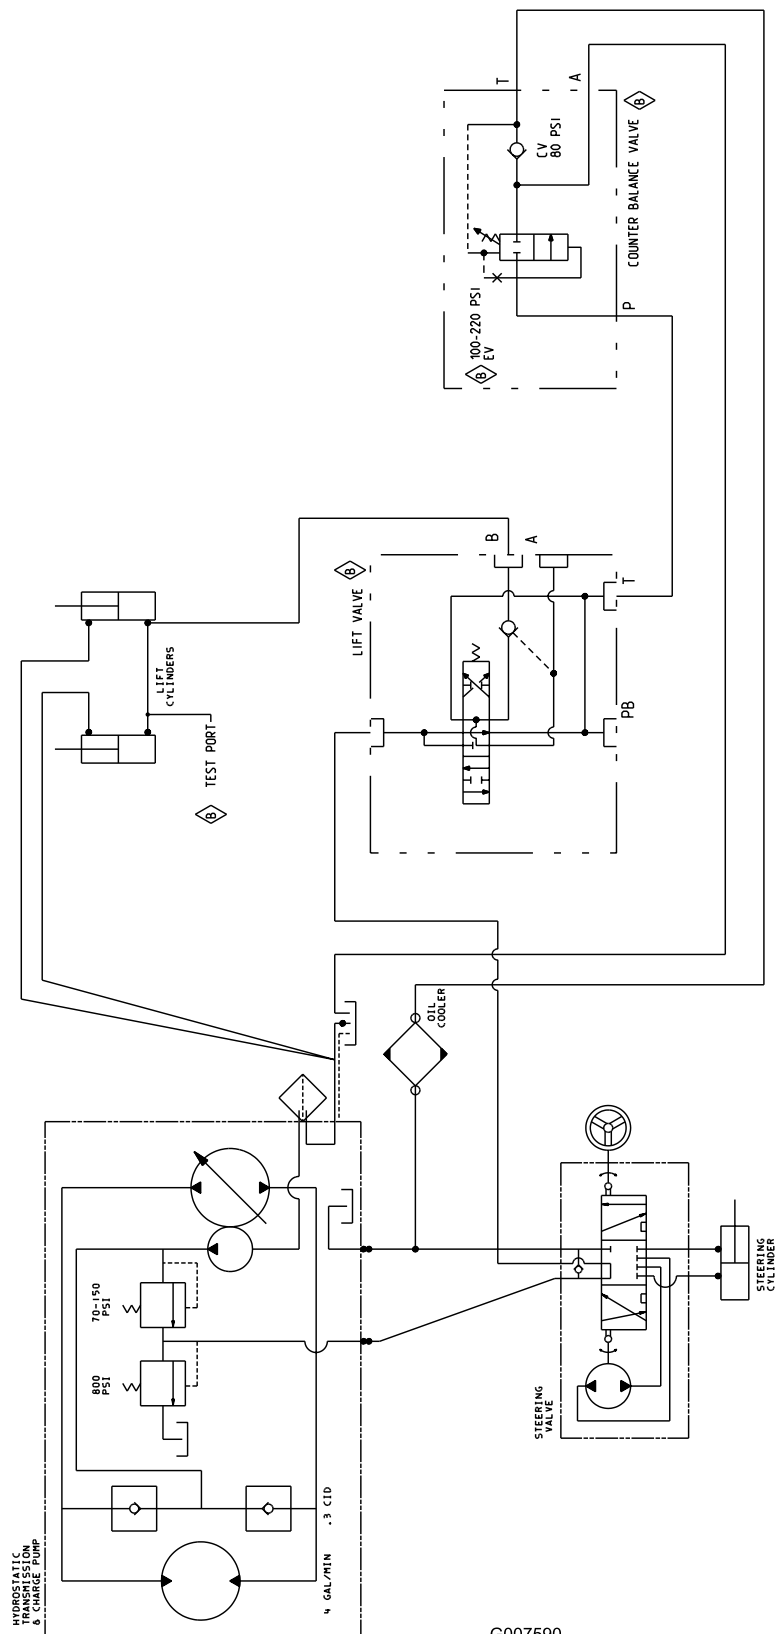 T
A
CV
80 PSI
B
COUNTER BALANCE VALVE
P
100-220 PSI
EV
B
B
A
B
LIFT VALVE
T
LIFT
CYLINDERS
PB
TEST PORT
B
OIL
COOLER
STEERING
CYLINDER
70-150
PSI
800
PSI
STEERING
VALVE
.3 CID
4 GAL/MIN
HYDROSTATIC
TRANSMISSION
& CHARGE PUMP
G007590